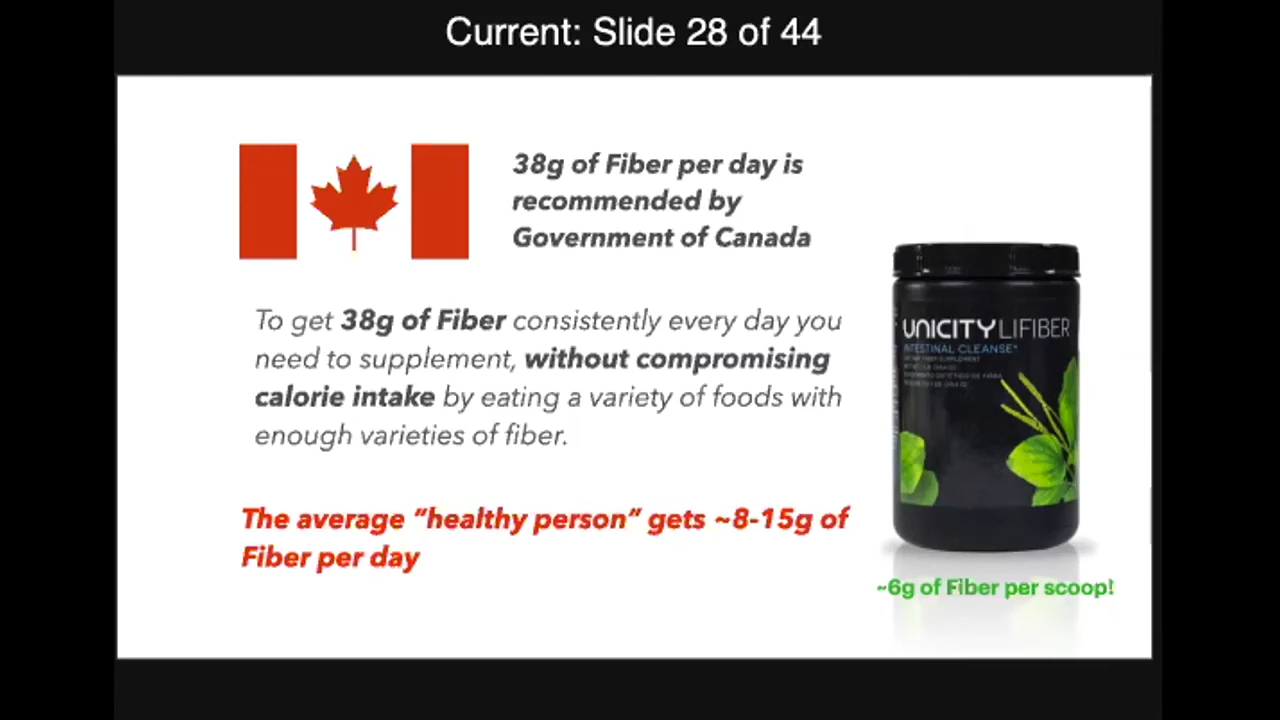 Current: Slide 28 of 44
38g of Fiber per day is
recommended by
Government of Canada
To get 38g of Fiber consistently every day you
need to supplement, without compromising
calorie intake by eating a variety of foods with
enough varieties of fiber.
The average "healthy person" gets ~8-15g of
Fiber per day
UNICITY LIFIBER
INTESTINAL CLEANSE*
~6g of Fiber per scoop!